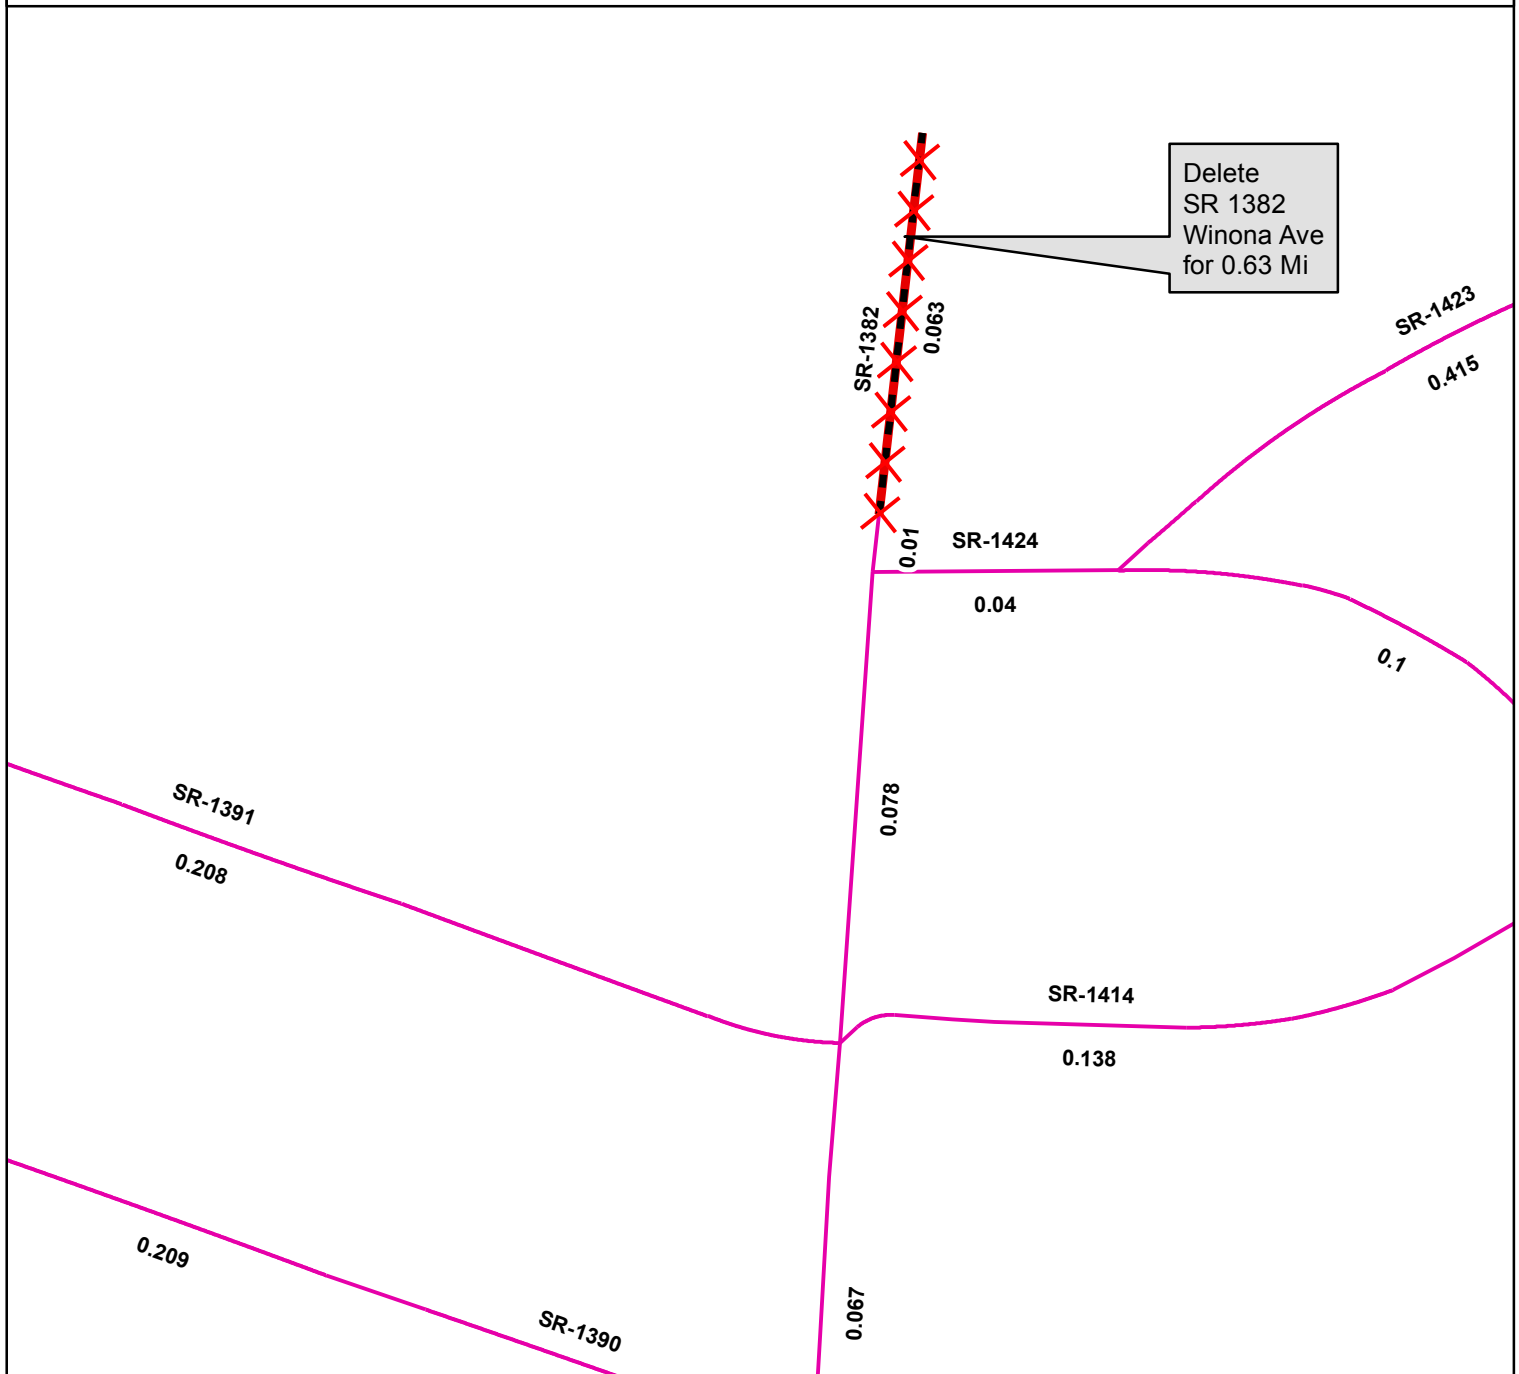 Delete
SR 1382
Winona Ave
for 0.63 Mi
SR-1423
0.415
SR-1382
0.063
0.01
SR-1424
0.04
0.1
0.078
SR-1391
0.208
SR-1414
0.138
0.209
SR-1390
0.067